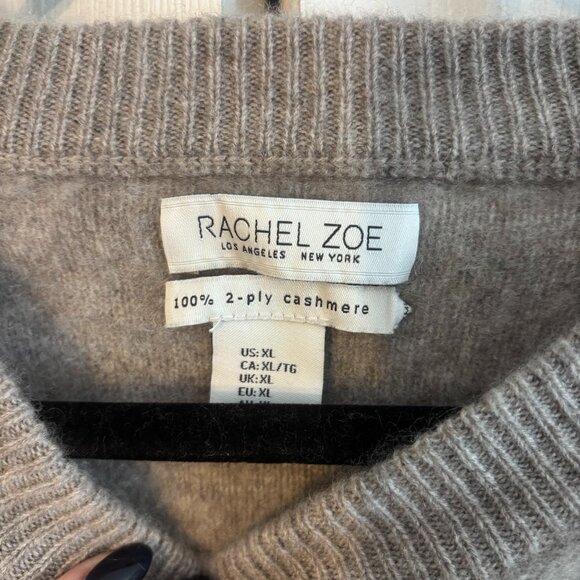 RACHEL ZOE
LOS ANGELES NEW YORK
100% 2-ply cashmere
US: XL
CA: XL/TG
UK: XL
EU: XL